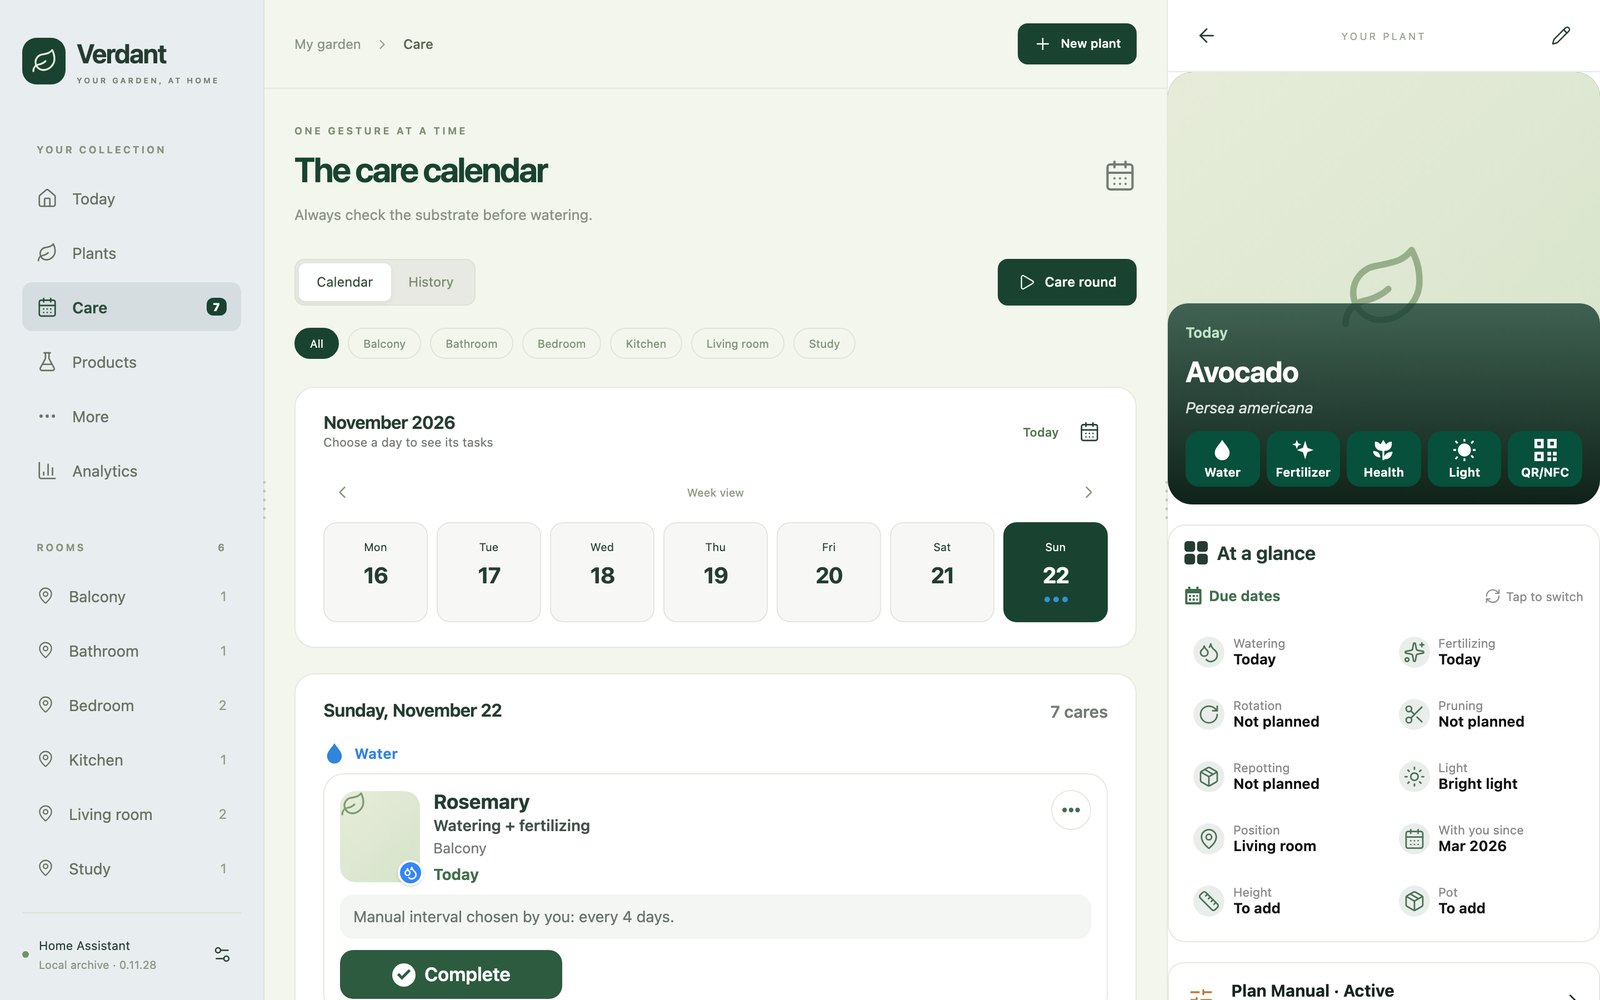 Verdant
YOUR GARDEN, AT HOME
YOUR COLLECTION
Today
Plants
Care
7
Products
More
Analytics
ROOMS
6
Balcony
1
Bathroom
1
Bedroom
2
Kitchen
1
Living room
2
Study
1
Home Assistant
Local archive · 0.11.28
My garden
Care
New plant
ONE GESTURE AT A TIME
The care calendar
Always check the substrate before watering.
Calendar
History
Care round
All
Balcony
Bathroom
Bedroom
Kitchen
Living room
Study
November 2026
Choose a day to see its tasks
Today
Week view
Mon
16
Tue
17
Wed
18
Thu
19
Fri
20
Sat
21
Sun
22
Sunday, November 22
7 cares
Water
Rosemary
Watering + fertilizing
Balcony
Today
Manual interval chosen by you: every 4 days.
Complete
YOUR PLANT
Today
Avocado
Persea americana
Water
Fertilizer
Health
Light
QR/NFC
At a glance
Due dates
Tap to switch
Watering
Today
Fertilizing
Today
Rotation
Not planned
Pruning
Not planned
Repotting
Not planned
Light
Bright light
Position
Living room
With you since
Mar 2026
Height
To add
Pot
To add
Plan Manual · Active